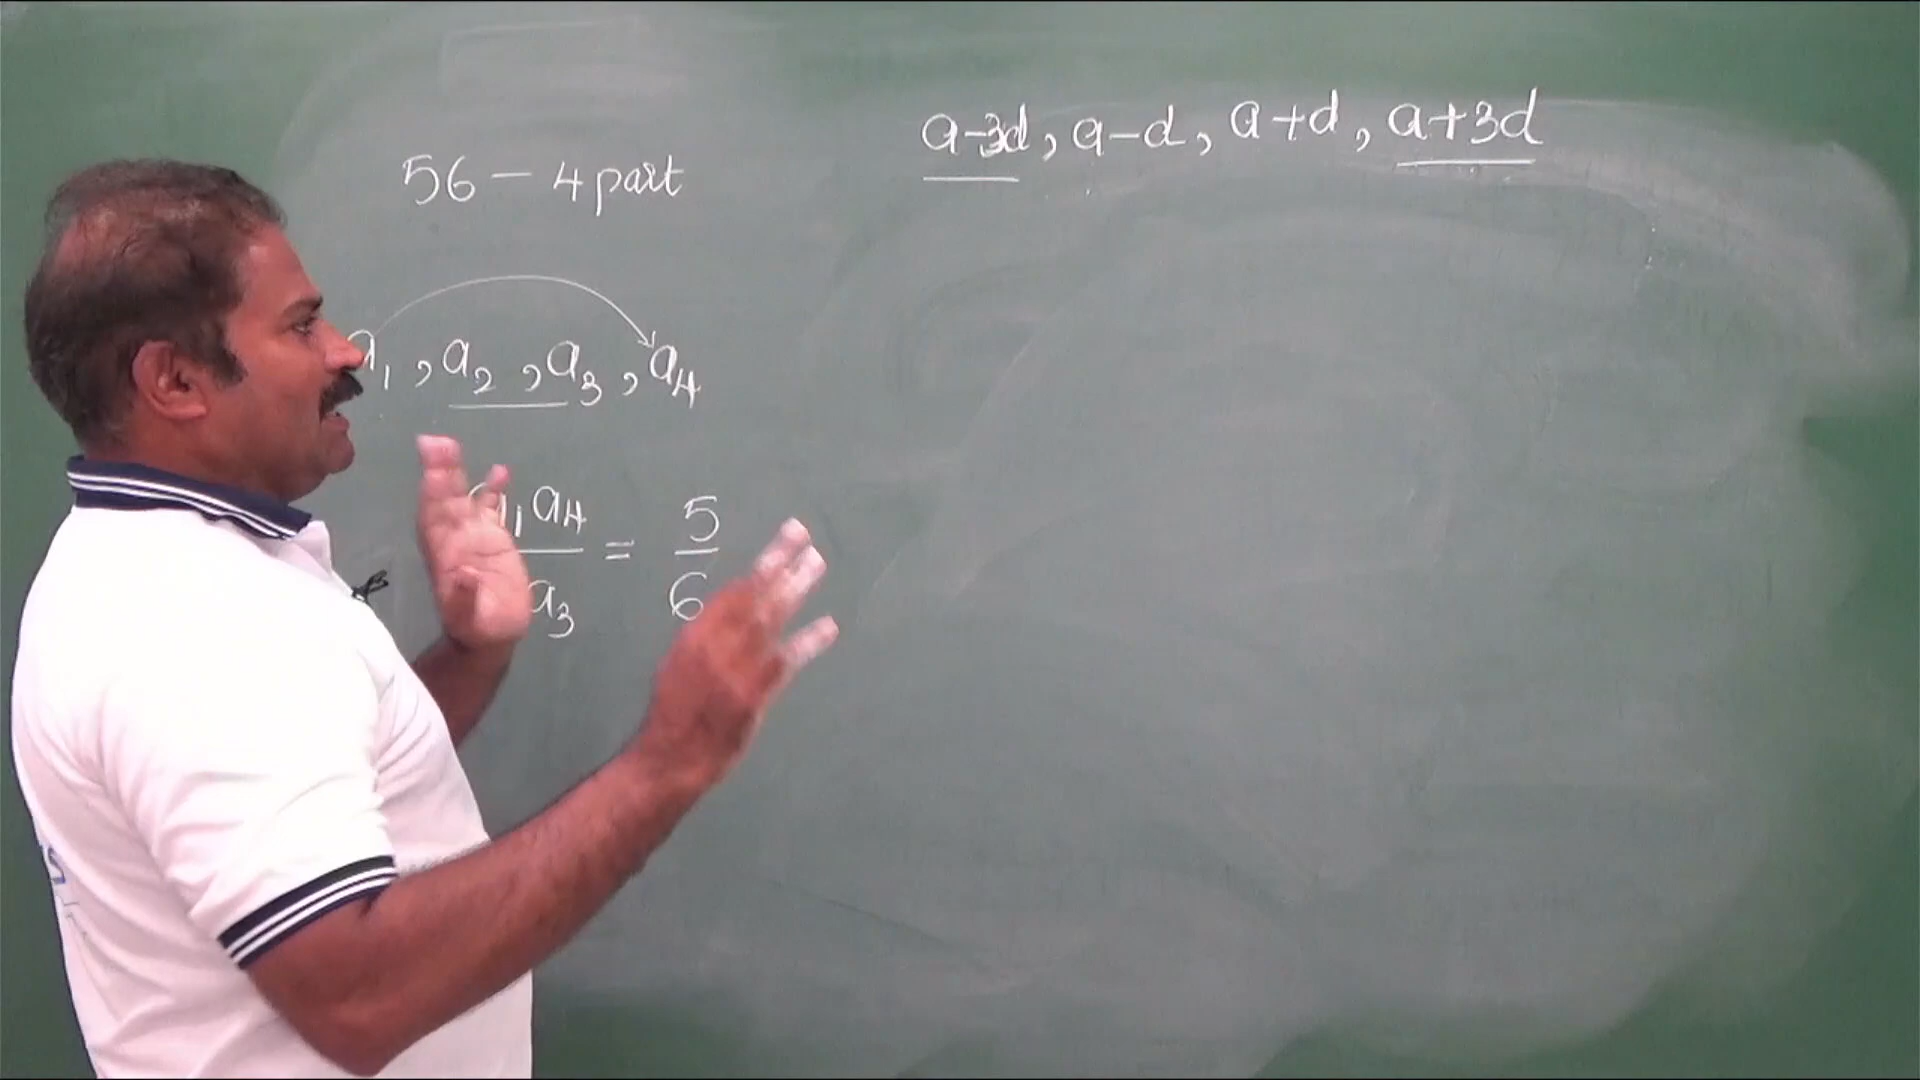 56 – 4 part
a₁, a₂, a₃, a₄
a₁a₄
a₃
= 5/6
a-3d, a-d, a+d, a+3d